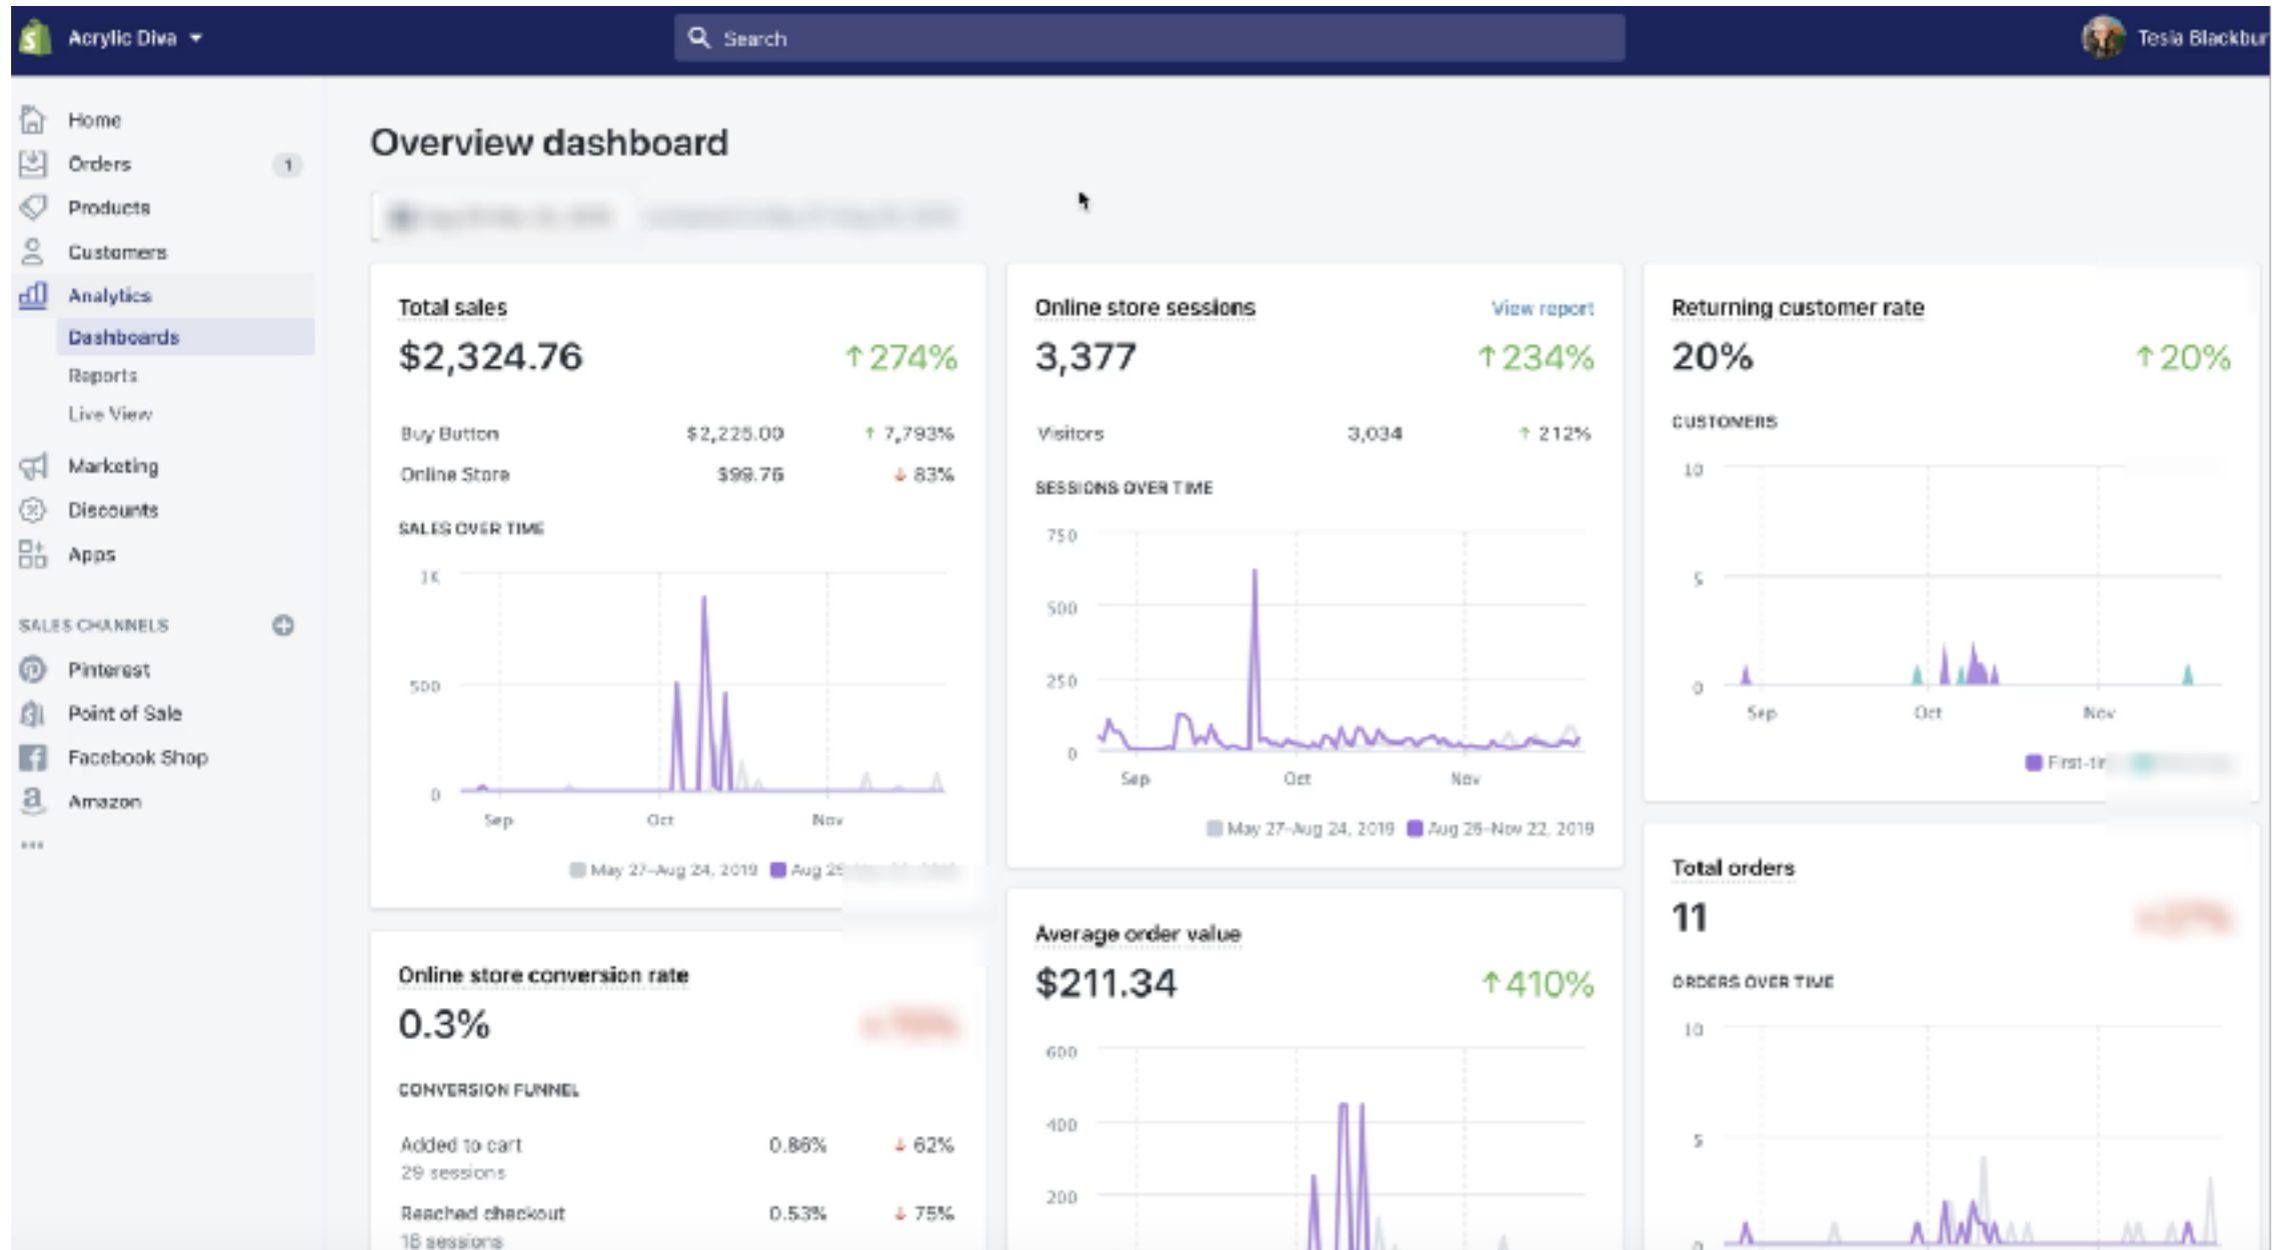 Acrylic Diva
Search
Tesia Blackbur
Home
Orders 1
Products
Customers
Analytics
Dashboards
Reports
Live View
Marketing
Discounts
Apps
SALES CHANNELS
Pinterest
Point of Sale
Facebook Shop
Amazon
Overview dashboard
Total sales
$2,324.76 ↑274%
Buy Button $2,225.00 ↑ 7,793%
Online Store $99.76 ↓ 83%
SALES OVER TIME
1K
500
0
Sep Oct Nov
May 27–Aug 24, 2019 Aug 25
Online store conversion rate
0.3%
CONVERSION FUNNEL
Added to cart 0.86% ↓ 62%
29 sessions
Reached checkout 0.53% ↓ 75%
18 sessions
Online store sessions View report
3,377 ↑234%
Visitors 3,034 ↑ 212%
SESSIONS OVER TIME
750
500
250
0
Sep Oct Nov
May 27–Aug 24, 2019 Aug 25–Nov 22, 2019
Average order value
$211.34 ↑410%
600
400
200
Returning customer rate
20% ↑20%
CUSTOMERS
10
5
0
Sep Oct Nov
First-ti
Total orders
11
ORDERS OVER TIME
10
5
0